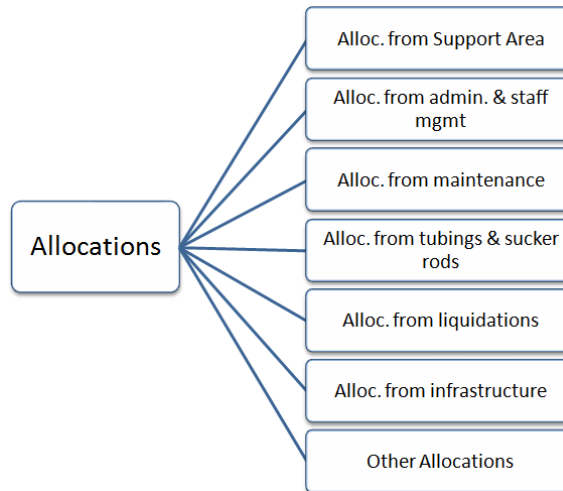 Alloc. from Support Area
Alloc. from admin. & staff
mgmt
Alloc. from maintenance
Allocations
Alloc. from tubings & sucker
rods
Alloc. from liquidations
Alloc. from infrastructure
Other Allocations